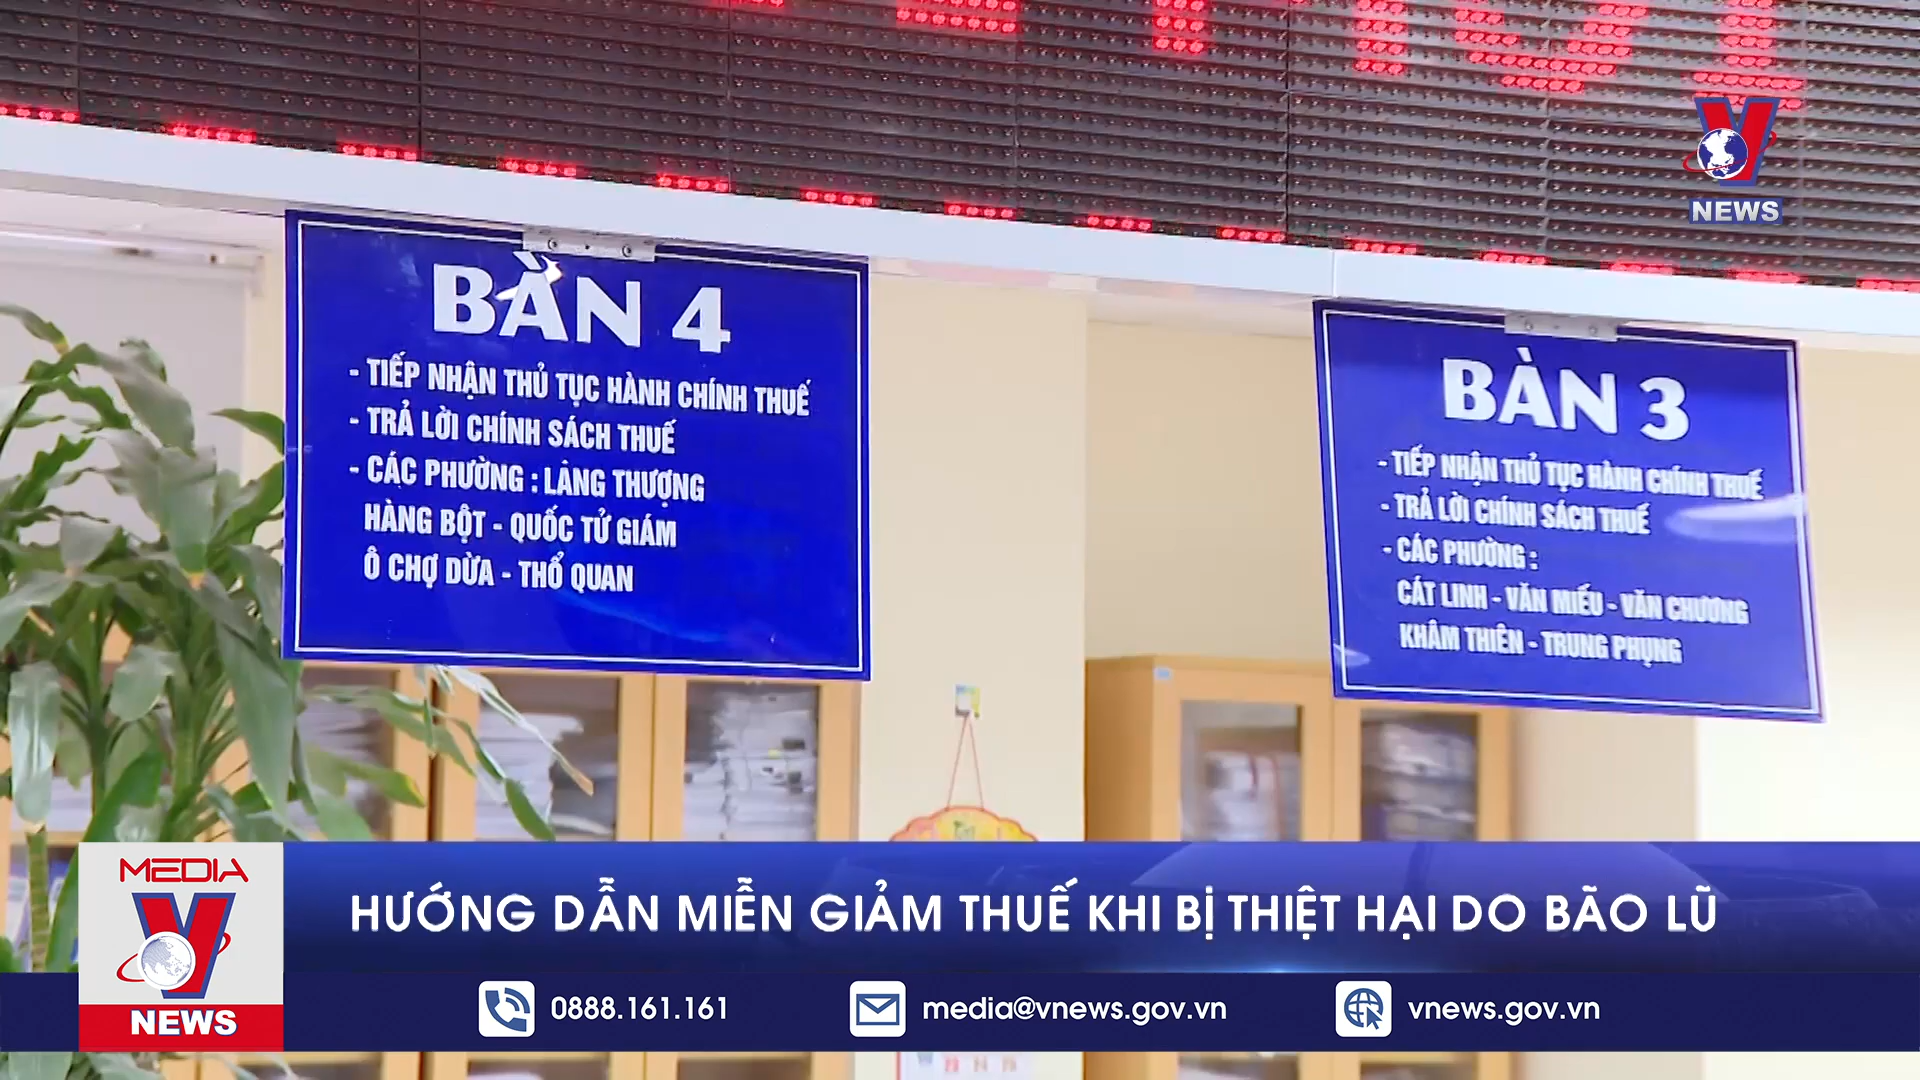 NEWS
BÀN 4
- TIẾP NHẬN THỦ TỤC HÀNH CHÍNH THUẾ
- TRẢ LỜI CHÍNH SÁCH THUẾ
- CÁC PHƯỜNG : LÁNG THƯỢNG
HÀNG BỘT - QUỐC TỬ GIÁM
Ô CHỢ DỪA - THỔ QUAN
BÀN 3
- TIẾP NHẬN THỦ TỤC HÀNH CHÍNH THUẾ
- TRẢ LỜI CHÍNH SÁCH THUẾ
- CÁC PHƯỜNG :
CÁT LINH - VĂN MIẾU - VĂN CHƯƠNG
KHÂM THIÊN - TRUNG PHỤNG
MEDIA
NEWS
HƯỚNG DẪN MIỄN GIẢM THUẾ KHI BỊ THIỆT HẠI DO BÃO LŨ
0888.161.161
media@vnews.gov.vn
vnews.gov.vn